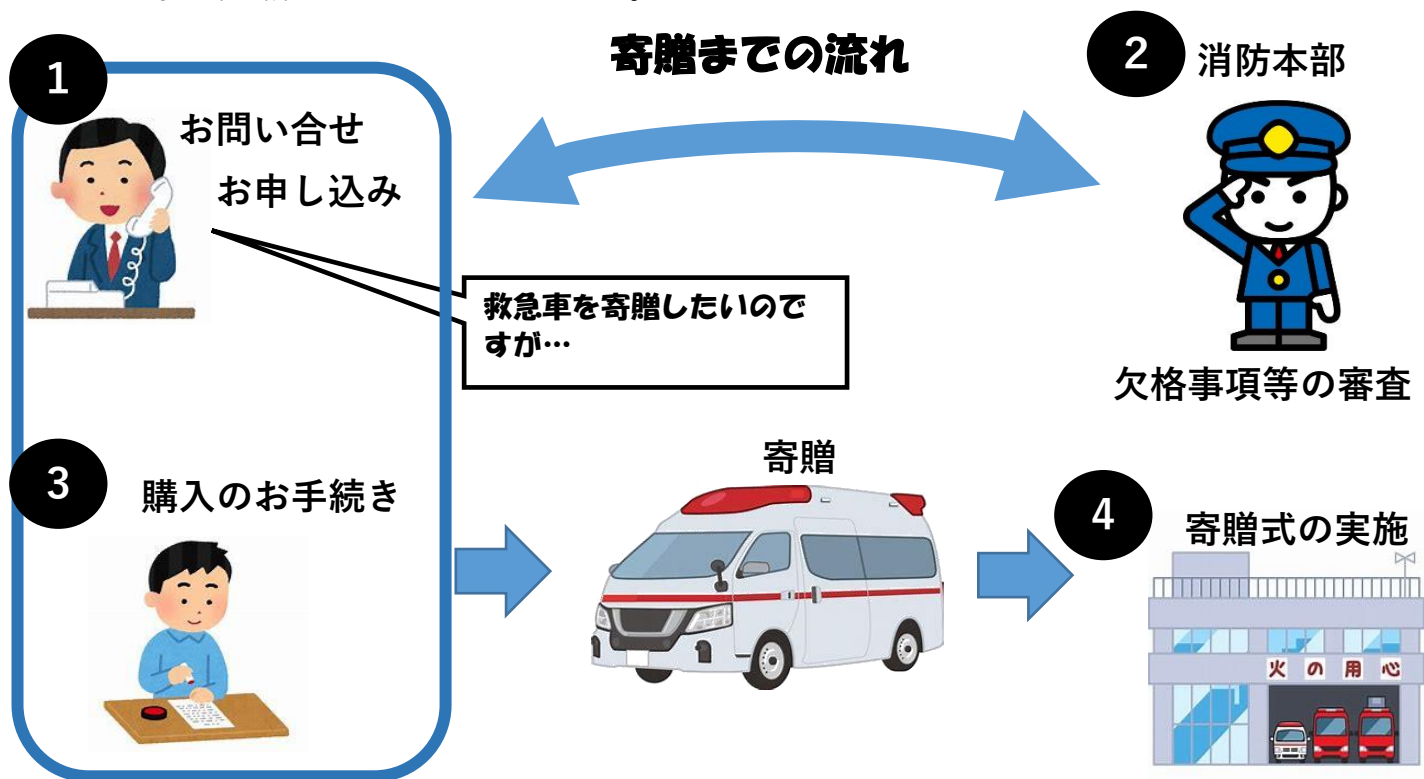 寄贈までの流れ
1
お問い合せ
お申し込み
救急車を寄贈したいので
すが…
2
消防本部
欠格事項等の審査
3
購入のお手続き
寄贈
4
寄贈式の実施
火の用心